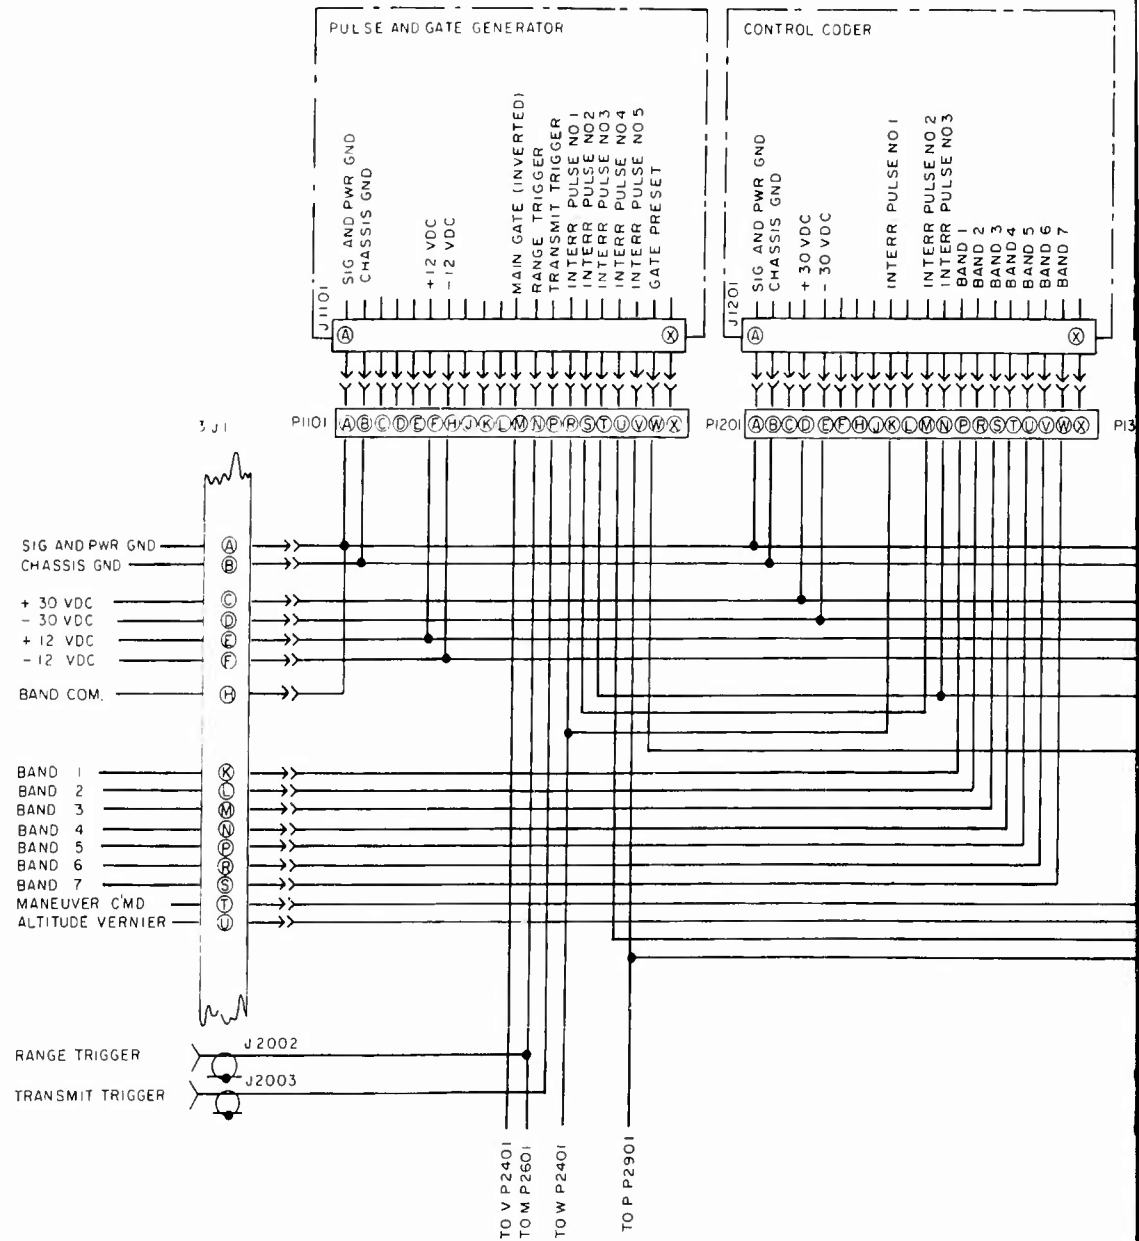 PULSE AND GATE GENERATOR
CONTROL CODER
SIG AND PWR GND
CHASSIS GND
+12 VDC
-12 VDC
MAIN GATE (INVERTED)
RANGE TRIGGER
TRANSMIT TRIGGER
INTERR PULSE NO 1
INTERR PULSE NO2
INTERR PULSE NO3
INTERR PULSE NO4
INTERR PULSE NO5
GATE PRESET
SIG AND PWR GND
CHASSIS GND
+30VDC
-30VDC
INTERR PULSE NO 1
INTERR PULSE NO 2
INTERR PULSE NO3
BAND 1
BAND 2
BAND 3
BAND 4
BAND 5
BAND 6
BAND 7
J1101
A X
J1201
A X
P1101 A B C D E F H J K L M N P R S T U V W X
P1201 A B C D E F H J K L M N P R S T U V W X
P13
3 J1
SIG AND PWR GND A
CHASSIS GND B
+ 30 VDC C
- 30 VDC D
+ 12 VDC E
- 12 VDC F
BAND COM. H
BAND 1 K
BAND 2 L
BAND 3 M
BAND 4 N
BAND 5 P
BAND 6 R
BAND 7 S
MANEUVER C'MD T
ALTITUDE VERNIER U
RANGE TRIGGER J2002
TRANSMIT TRIGGER J2003
TO V P2401
TO M P2601
TO W P2401
TO P P2901